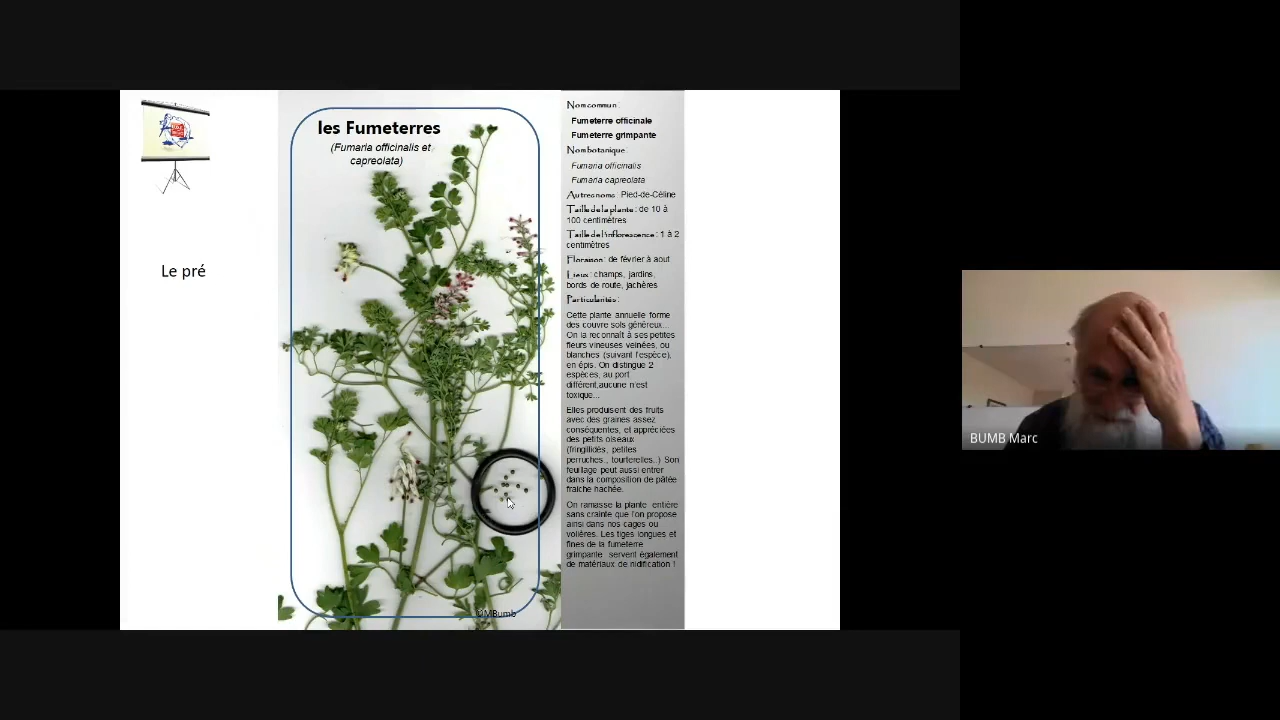 les Fumeterres
(Fumaria officinalis et
capreolata)
Le pré
©MBumb
Nom commun :
Fumeterre officinale
Fumeterre grimpante
Nom botanique :
Fumaria officinalis
Fumaria capreolata
Autres noms : Pied-de-Céline
Taille de la plante : de 10 à
100 centimètres
Taille de l'inflorescence : 1 à 2
centimètres
Floraison : de février à aout
Lieux : champs, jardins,
bords de route, jachères
Particularités :
Cette plante annuelle forme
des couvre sols généreux...
On la reconnaît à ses petites
fleurs vineuses veinées, ou
blanches (suivant l'espèce),
en épis. On distingue 2
espèces, au port
différent,aucune n'est
toxique...
Elles produisent des fruits
avec des graines assez
conséquentes, et appréciées
des petits oiseaux
(fringillidés, petites
perruches , tourterelles..) Son
feuillage peut aussi entrer
dans la composition de pâtée
fraîche hachée.
On ramasse la plante entière
sans crainte que l'on propose
ainsi dans nos cages ou
volières. Les tiges longues et
fines de la fumeterre
grimpante servent également
de matériaux de nidification !
BUMB Marc